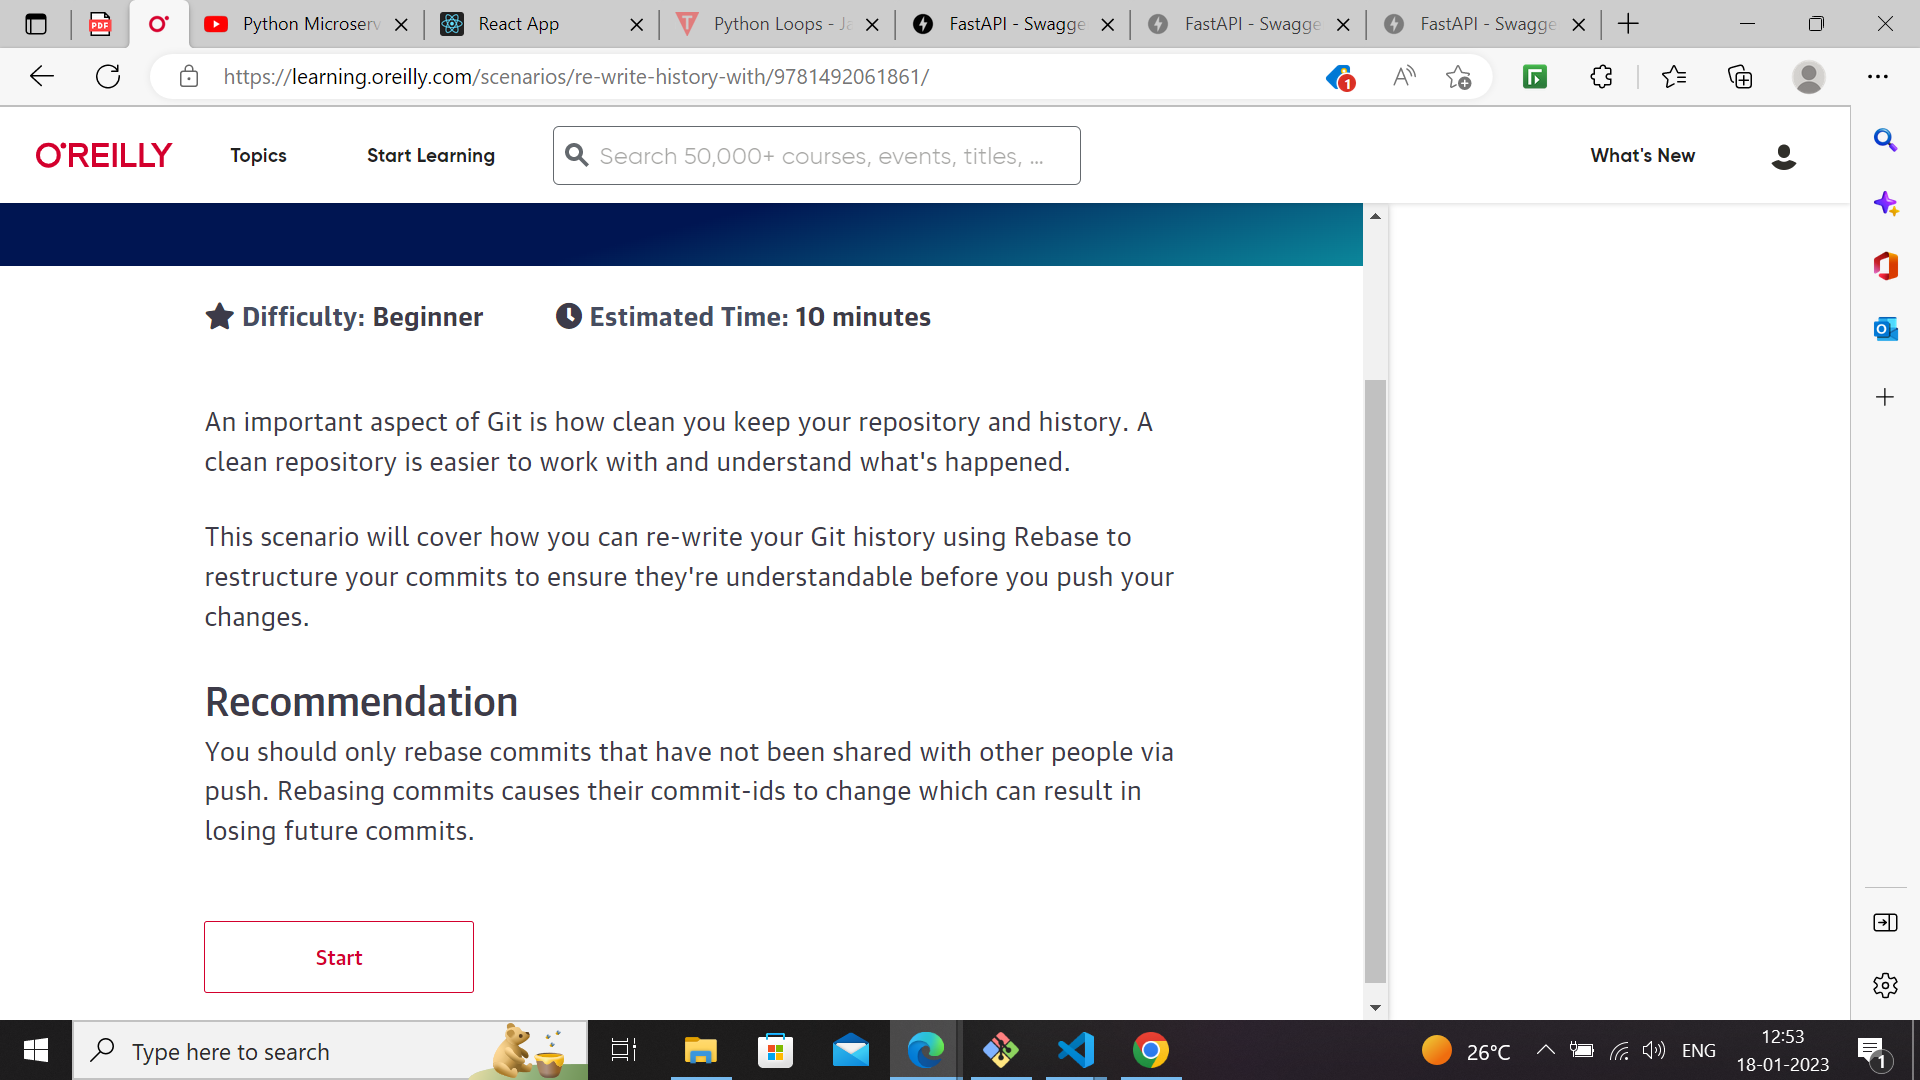 Python Microserv
React App
Python Loops - Ja
FastAPI - Swagge
FastAPI - Swagge
FastAPI - Swagge
https://learning.oreilly.com/scenarios/re-write-history-with/9781492061861/
1
O'REILLY
Topics
Start Learning
Search 50,000+ courses, events, titles, ...
What's New
Difficulty: Beginner
Estimated Time: 10 minutes
An important aspect of Git is how clean you keep your repository and history. A
clean repository is easier to work with and understand what's happened.
This scenario will cover how you can re-write your Git history using Rebase to
restructure your commits to ensure they're understandable before you push your
changes.
Recommendation
You should only rebase commits that have not been shared with other people via
push. Rebasing commits causes their commit-ids to change which can result in
losing future commits.
Start
Type here to search
26°C
ENG
12:53
18-01-2023
1